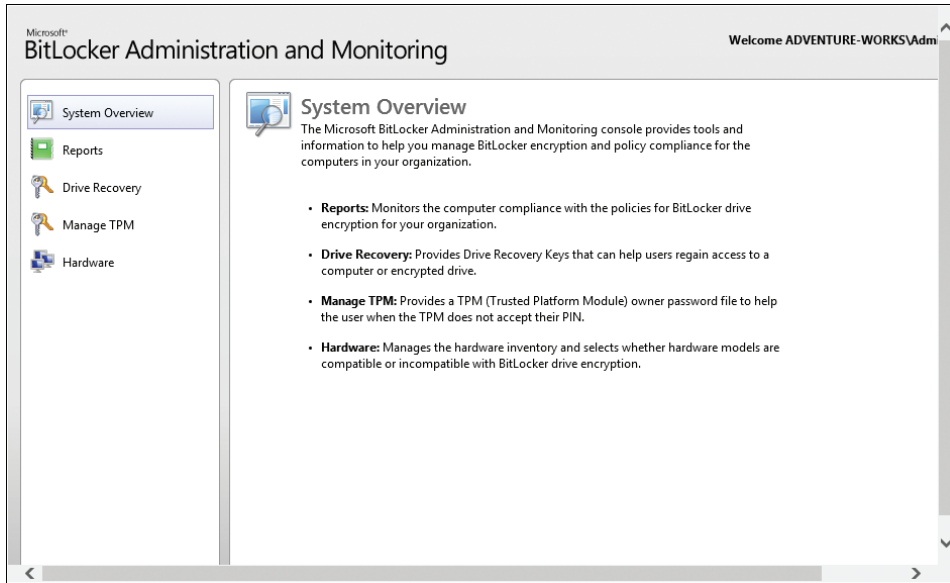 Microsoft®
BitLocker Administration and Monitoring
Welcome ADVENTURE-WORKS\Admi
System Overview
Reports
Drive Recovery
Manage TPM
Hardware
System Overview
The Microsoft BitLocker Administration and Monitoring console provides tools and
information to help you manage BitLocker encryption and policy compliance for the
computers in your organization.
• Reports: Monitors the computer compliance with the policies for BitLocker drive
encryption for your organization.
• Drive Recovery: Provides Drive Recovery Keys that can help users regain access to a
computer or encrypted drive.
• Manage TPM: Provides a TPM (Trusted Platform Module) owner password file to help
the user when the TPM does not accept their PIN.
• Hardware: Manages the hardware inventory and selects whether hardware models are
compatible or incompatible with BitLocker drive encryption.